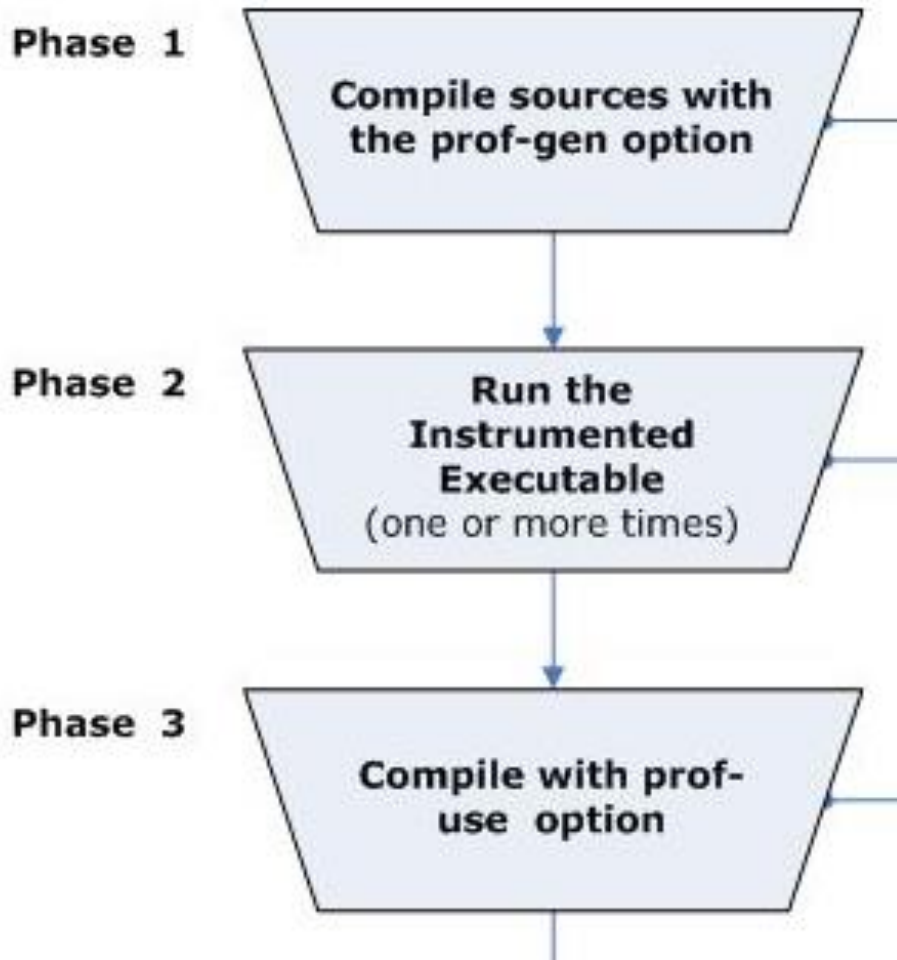 Phase 1
Compile sources with
the prof-gen option
Phase 2
Run the
Instrumented
Executable
(one or more times)
Phase 3
Compile with prof-
use option